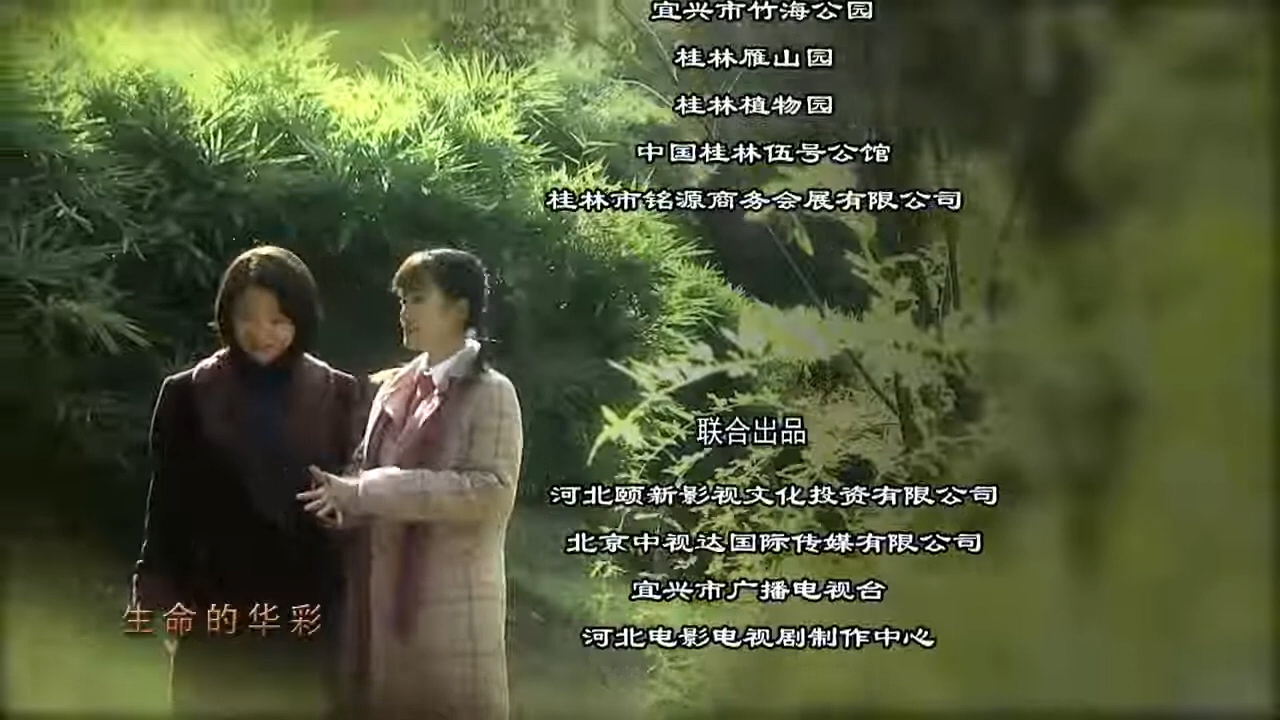 宜兴市竹海公园
桂林雁山园
桂林植物园
中国桂林伍号公馆
桂林市铭源商务会展有限公司
联合出品
河北颐新影视文化投资有限公司
北京中视达国际传媒有限公司
宜兴市广播电视台
河北电影电视剧制作中心
生命的华彩